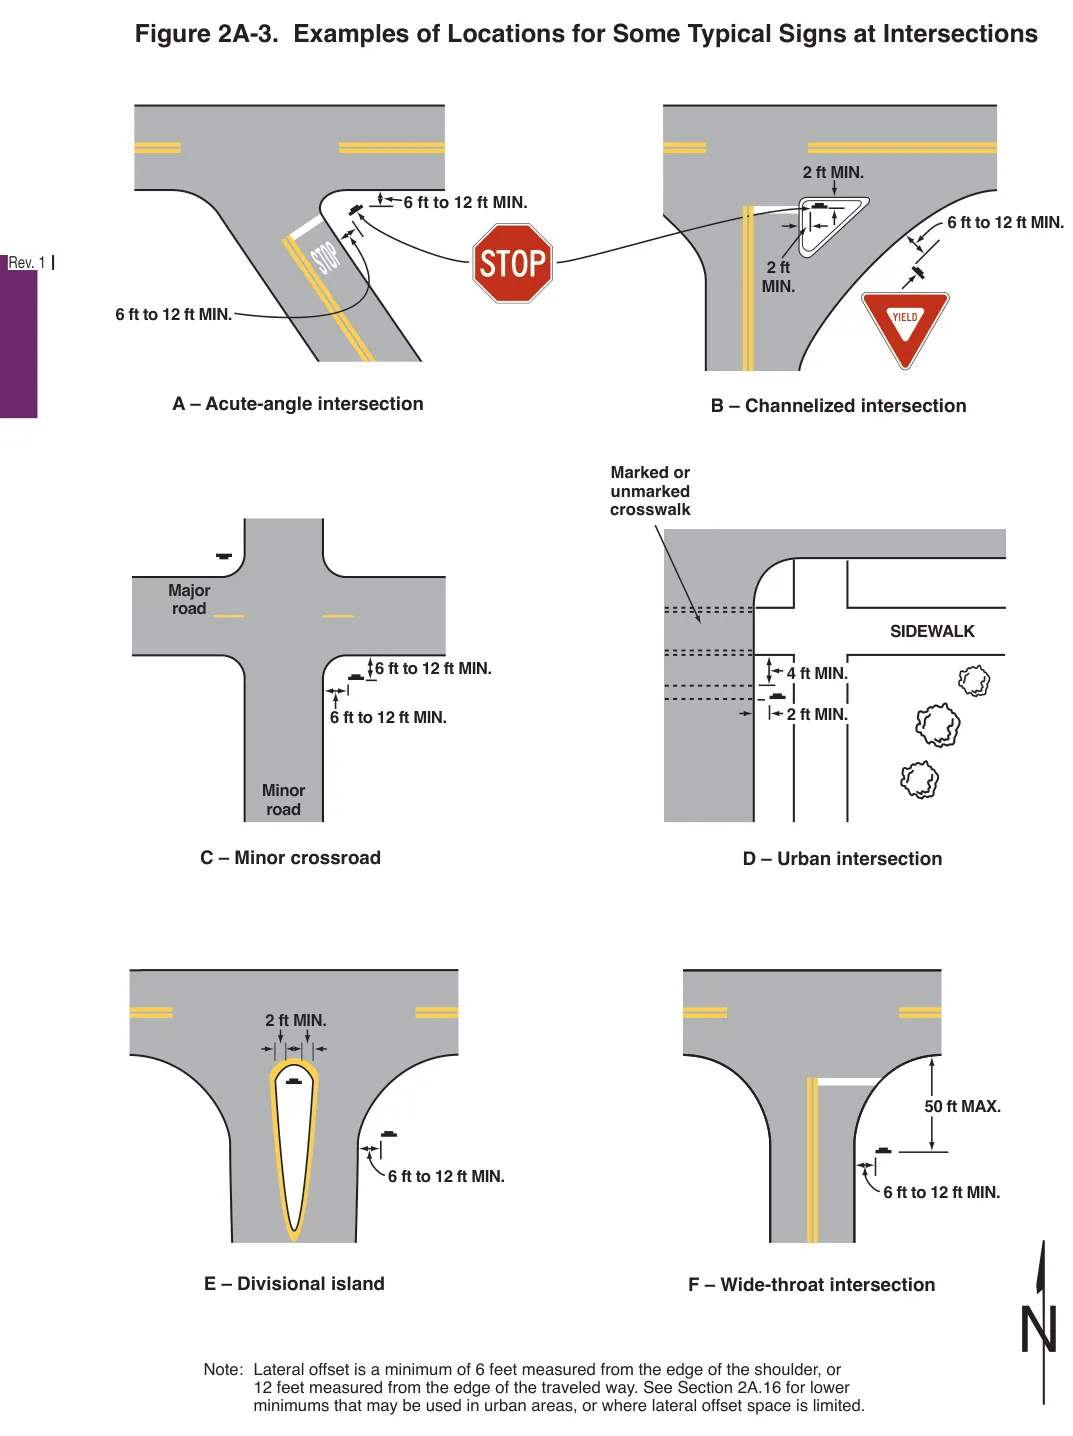 Figure 2A-3.  Examples of Locations for Some Typical Signs at Intersections
Rev. 1
6 ft to 12 ft MIN.
STOP
6 ft to 12 ft MIN.
STOP
A – Acute-angle intersection
2 ft MIN.
6 ft to 12 ft MIN.
2 ft
MIN.
YIELD
B – Channelized intersection
Major
road
6 ft to 12 ft MIN.
6 ft to 12 ft MIN.
Minor
road
C – Minor crossroad
Marked or
unmarked
crosswalk
SIDEWALK
4 ft MIN.
2 ft MIN.
D – Urban intersection
2 ft MIN.
6 ft to 12 ft MIN.
E – Divisional island
50 ft MAX.
6 ft to 12 ft MIN.
F – Wide-throat intersection
N
Note:  Lateral offset is a minimum of 6 feet measured from the edge of the shoulder, or
12 feet measured from the edge of the traveled way. See Section 2A.16 for lower
minimums that may be used in urban areas, or where lateral offset space is limited.